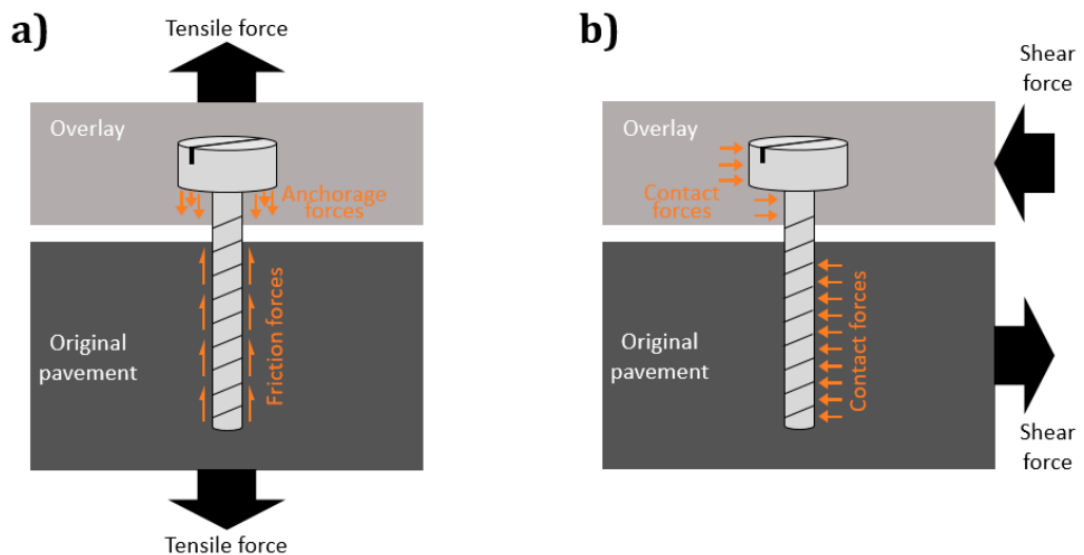 a)
Tensile force
Overlay
Anchorage
forces
Friction forces
Original
pavement
Tensile force
b)
Shear
force
Overlay
Contact
forces
Contact forces
Original
pavement
Shear
force